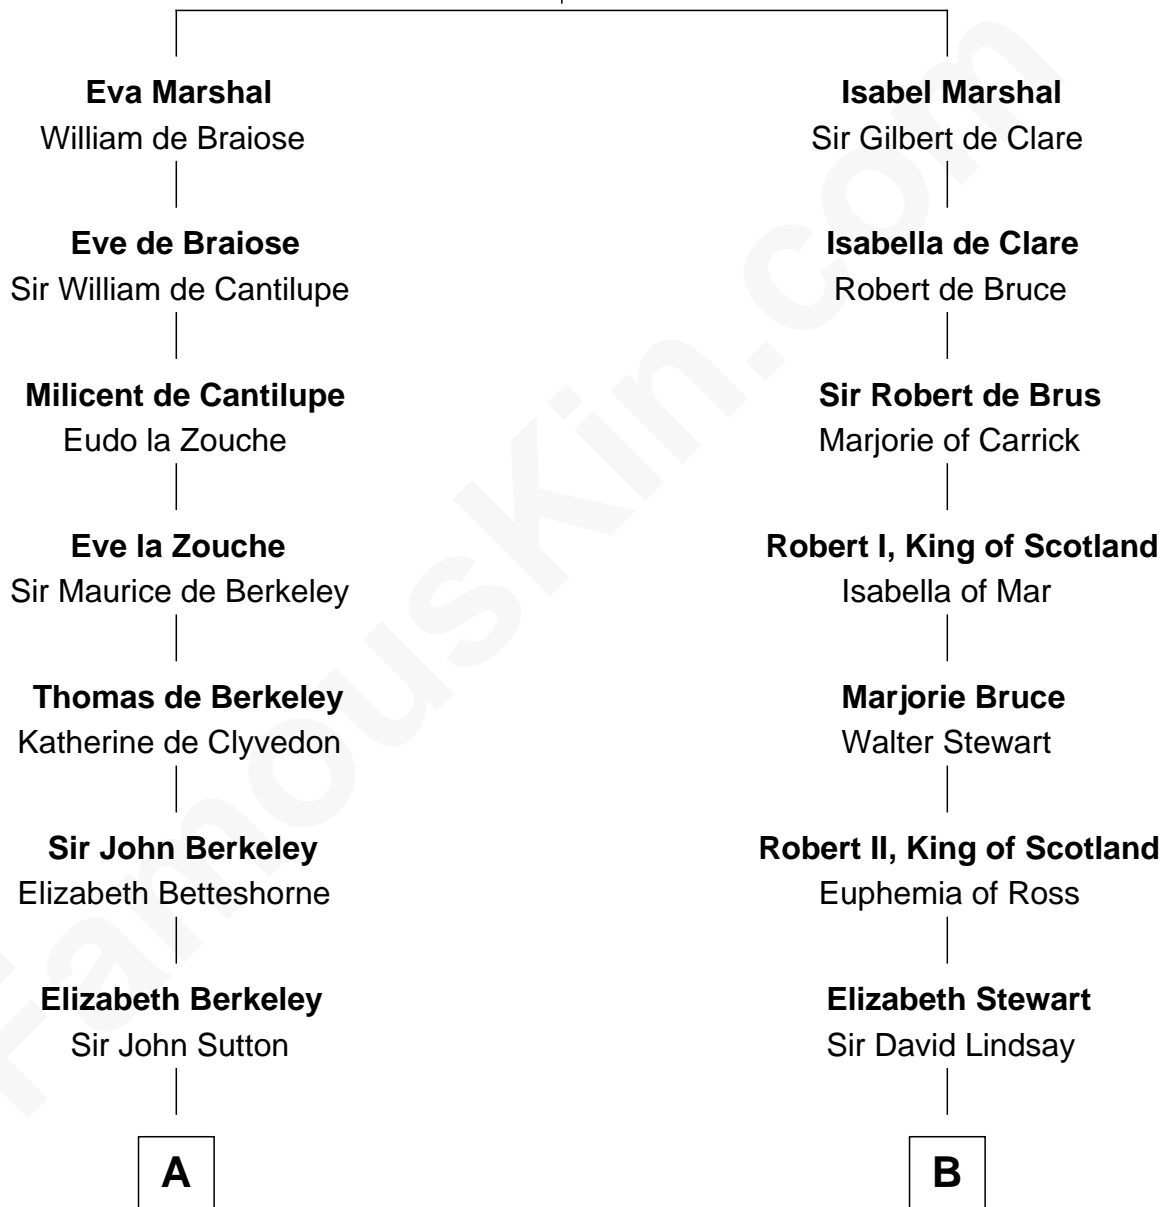 Eva Marshal
William de Braiose
Isabel Marshal
Sir Gilbert de Clare
Eve de Braiose
Sir William de Cantilupe
Isabella de Clare
Robert de Bruce
Milicent de Cantilupe
Eudo la Zouche
Sir Robert de Brus
Marjorie of Carrick
Eve la Zouche
Sir Maurice de Berkeley
Robert I, King of Scotland
Isabella of Mar
Thomas de Berkeley
Katherine de Clyvedon
Marjorie Bruce
Walter Stewart
Sir John Berkeley
Elizabeth Betteshorne
Robert II, King of Scotland
Euphemia of Ross
Elizabeth Berkeley
Sir John Sutton
Elizabeth Stewart
Sir David Lindsay
A
B
FamousKin.com